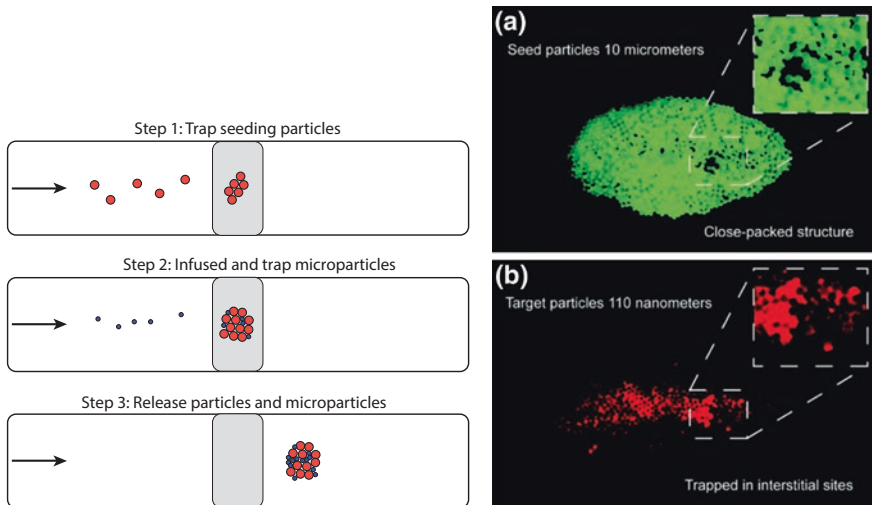 Step 1: Trap seeding particles
Step 2: Infused and trap microparticles
Step 3: Release particles and microparticles
(a)
Seed particles 10 micrometers
Close-packed structure
(b)
Target particles 110 nanometers
Trapped in interstitial sites